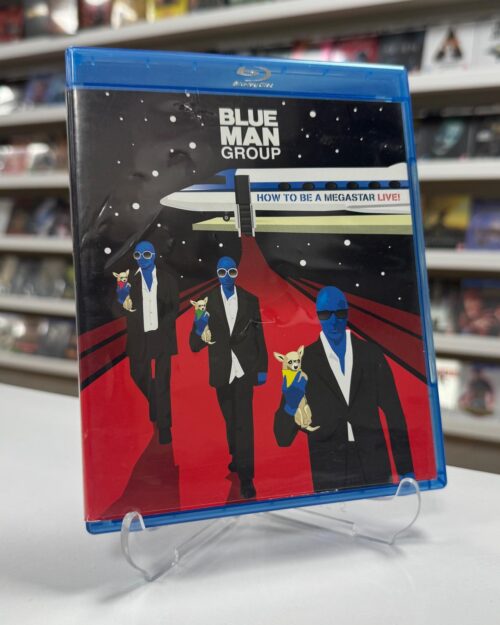 BLUE
MAN
GROUP
HOW TO BE A MEGASTAR LIVE!